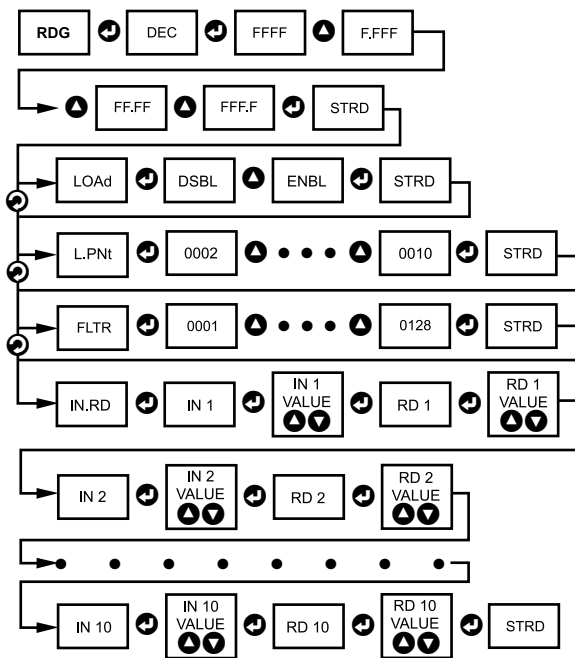 RDG DEC FFFF F.FFF
FF.FF FFF.F STRD
LOAd DSBL ENBL STRD
L.PNt 0002 0010 STRD
FLTR 0001 0128 STRD
IN.RD IN 1 IN 1 VALUE RD 1 RD 1 VALUE
IN 2 IN 2 VALUE RD 2 RD 2 VALUE
IN 10 IN 10 VALUE RD 10 RD 10 VALUE STRD